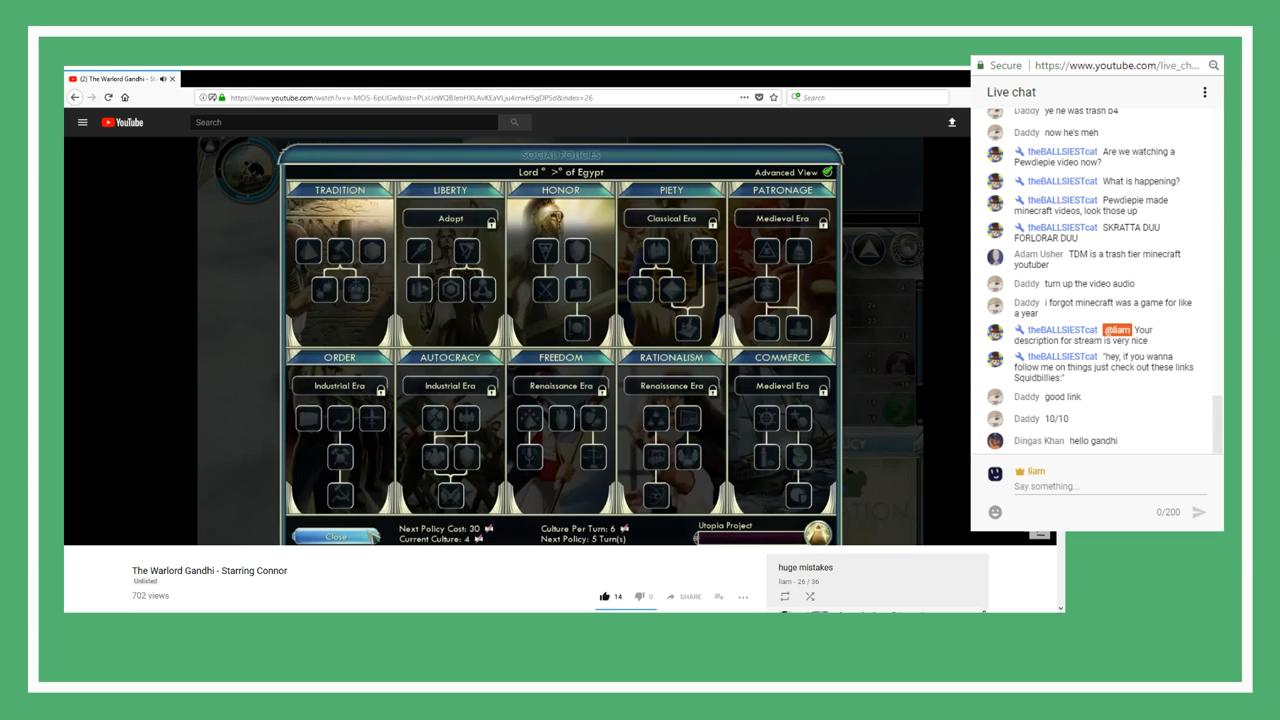 (2) The Warlord Gandhi - St
https://www.youtube.com/watch?v=v-MOS-6pUGw&list=PLxUcWQBJebHXLAvKEaVLju4crwHSgDPSd&index=26
Search
YouTube
Search
SOCIAL POLICIES
Lord ° >° of Egypt
Advanced View
TRADITION
LIBERTY
HONOR
PIETY
PATRONAGE
Adopt
Classical Era
Medieval Era
ORDER
AUTOCRACY
FREEDOM
RATIONALISM
COMMERCE
Industrial Era
Industrial Era
Renaissance Era
Renaissance Era
Medieval Era
Close
Next Policy Cost: 30
Current Culture: 4
Culture Per Turn: 6
Next Policy: 5 Turn(s)
Utopia Project
The Warlord Gandhi - Starring Connor
Unlisted
702 views
14
0
SHARE
huge mistakes
liam - 26 / 36
Secure
https://www.youtube.com/live_ch...
Live chat
Daddy ye he was trash b4
Daddy now he's meh
theBALLSIESTcat Are we watching a
Pewdiepie video now?
theBALLSIESTcat What is happening?
theBALLSIESTcat Pewdiepie made
minecraft videos, look those up
theBALLSIESTcat SKRATTA DUU
FORLORAR DUU
Adam Usher TDM is a trash tier minecraft
youtuber
Daddy turn up the video audio
Daddy i forgot minecraft was a game for like
a year
theBALLSIESTcat @liam Your
description for stream is very nice
theBALLSIESTcat "hey, if you wanna
follow me on things just check out these links
Squidbillies:"
Daddy good link
Daddy 10/10
Dingas Khan hello gandhi
liam
Say something...
0/200